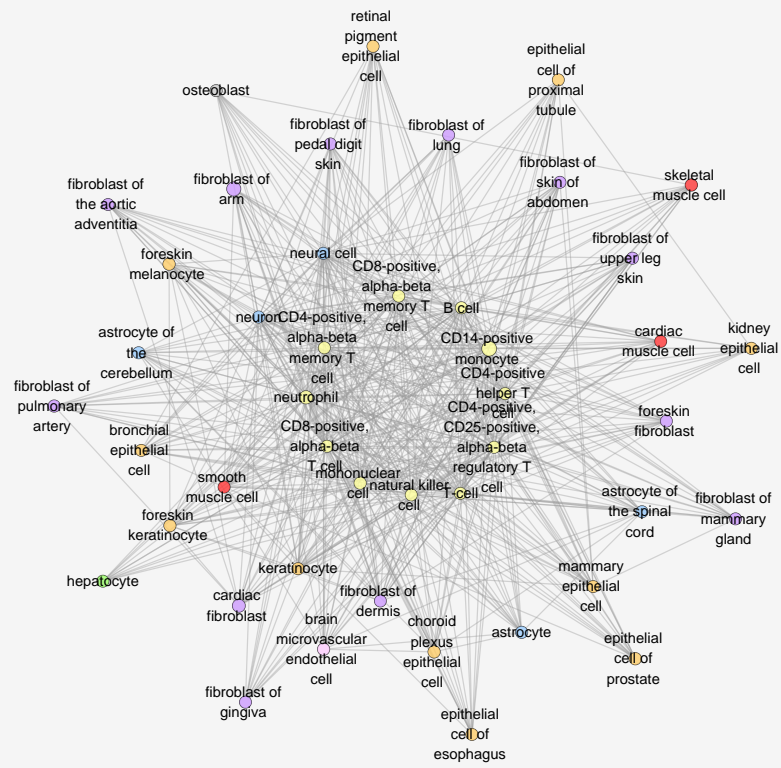 retinal
pigment
epithelial
cell
epithelial
cell of
proximal
tubule
osteoblast
fibroblast of
pedal digit
skin
fibroblast of
lung
fibroblast of
skin of
abdomen
skeletal
muscle cell
fibroblast of
the aortic
adventitia
fibroblast of
arm
foreskin
melanocyte
neural cell
fibroblast of
upper leg
skin
CD8-positive,
alpha-beta
memory T
cell
B cell
neuron
CD4-positive,
alpha-beta
memory T
cell
CD14-positive
monocyte
cardiac
muscle cell
kidney
epithelial
cell
astrocyte of
the
cerebellum
CD4-positive
helper T
cell
neutrophil
fibroblast of
pulmonary
artery
CD4-positive,
CD25-positive,
alpha-beta
regulatory T
cell
foreskin
fibroblast
bronchial
epithelial
cell
CD8-positive,
alpha-beta
T cell
smooth
muscle cell
mononuclear
cell
natural killer
cell
T-cell
astrocyte of
the spinal
cord
fibroblast of
mammary
gland
foreskin
keratinocyte
hepatocyte
keratinocyte
mammary
epithelial
cell
cardiac
fibroblast
fibroblast of
dermis
brain
microvascular
endothelial
cell
choroid
plexus
epithelial
cell
astrocyte
epithelial
cell of
prostate
fibroblast of
gingiva
epithelial
cell of
esophagus